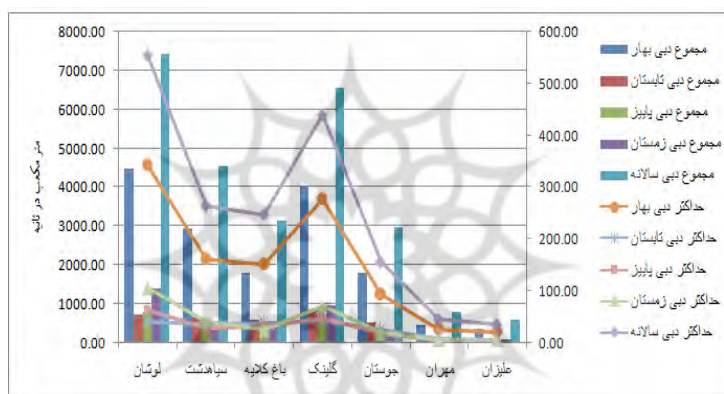 8000.00
7000.00
6000.00
5000.00
4000.00
3000.00
2000.00
1000.00
0.00
متر مکعب در ثانیه
600.00
500.00
400.00
300.00
200.00
100.00
0.00
لوشان
سیاهدشت
باغ کلایه
گلینک
جوستان
مهران
علیزان
مجموع دبی بهار
مجموع دبی تابستان
مجموع دبی پاییز
مجموع دبی زمستان
مجموع دبی سالانه
حداکثر دبی بهار
حداکثر دبی تابستان
حداکثر دبی پاییز
حداکثر دبی زمستان
حداکثر دبی سالانه